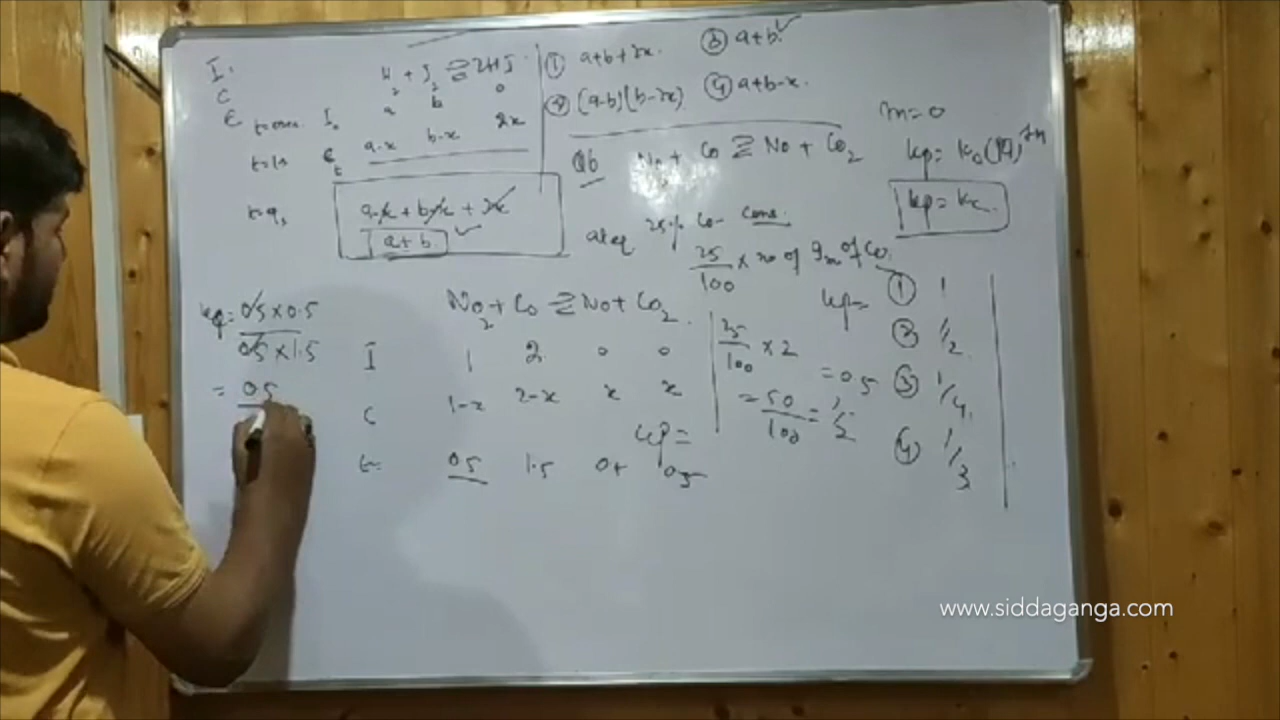 I.
C
E
H2 + I2 ⇌ 2HI
a b 0
I0
a-x b-x 2x
a-x + b-x + 2x
a+b ✓
① a+b+2x
③ a+b ✓
② (a-b)(b-2x) ④ a+b-x.
Q6 NO2 + CO ⇌ NO + CO2
at eq 25% CO cons.
25/100 × no of gm of CO
Δn=0
Kp = Kc(RT)^Δn
Kp = Kc
NO2 + CO ⇌ NO + CO2
I 1 2 0 0
C 1-x 2-x x x
E= 0.5 1.5 0.5
Kp=
25/100 × 2
= 50/100 = 1/2
= 0.5
Kp=
① 1
② 1/2
③ 1/4
④ 1/3
= 0.5 × 0.5
0.5 × 1.5
= 0.5
www.siddaganga.com